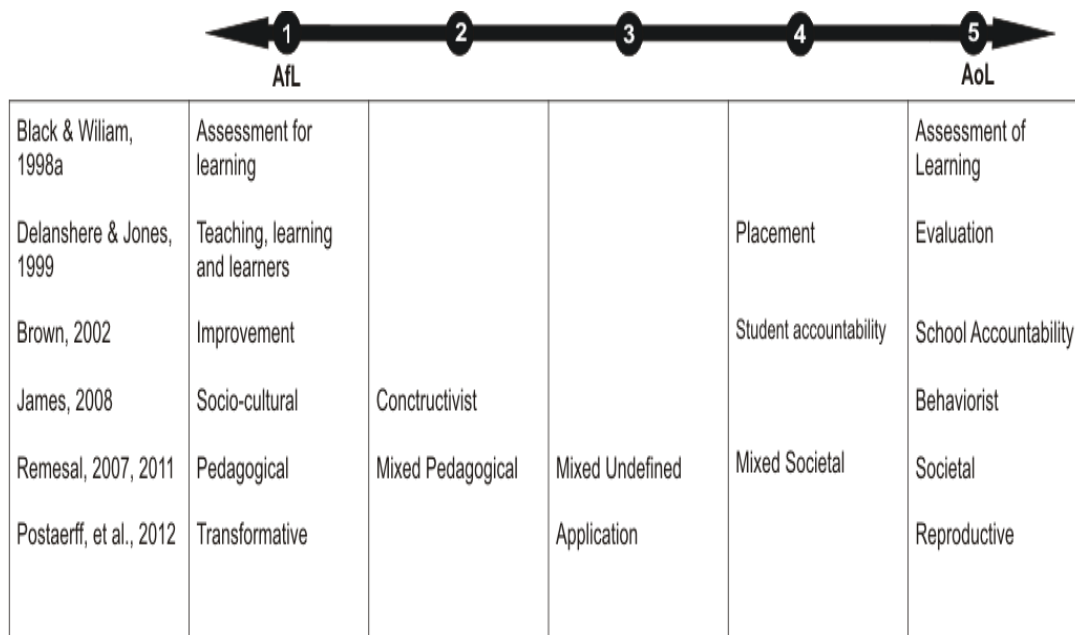 1 2 3 4 5
AfL AoL
Black & Wiliam, Assessment for Assessment of
1998a learning Learning
Delanshere & Jones, Teaching, learning Placement Evaluation
1999 and learners
Brown, 2002 Improvement Student accountability School Accountability
James, 2008 Socio-cultural Conctructivist Behaviorist
Remesal, 2007, 2011 Pedagogical Mixed Pedagogical Mixed Undefined Mixed Societal Societal
Postaerff, et al., 2012 Transformative Application Reproductive